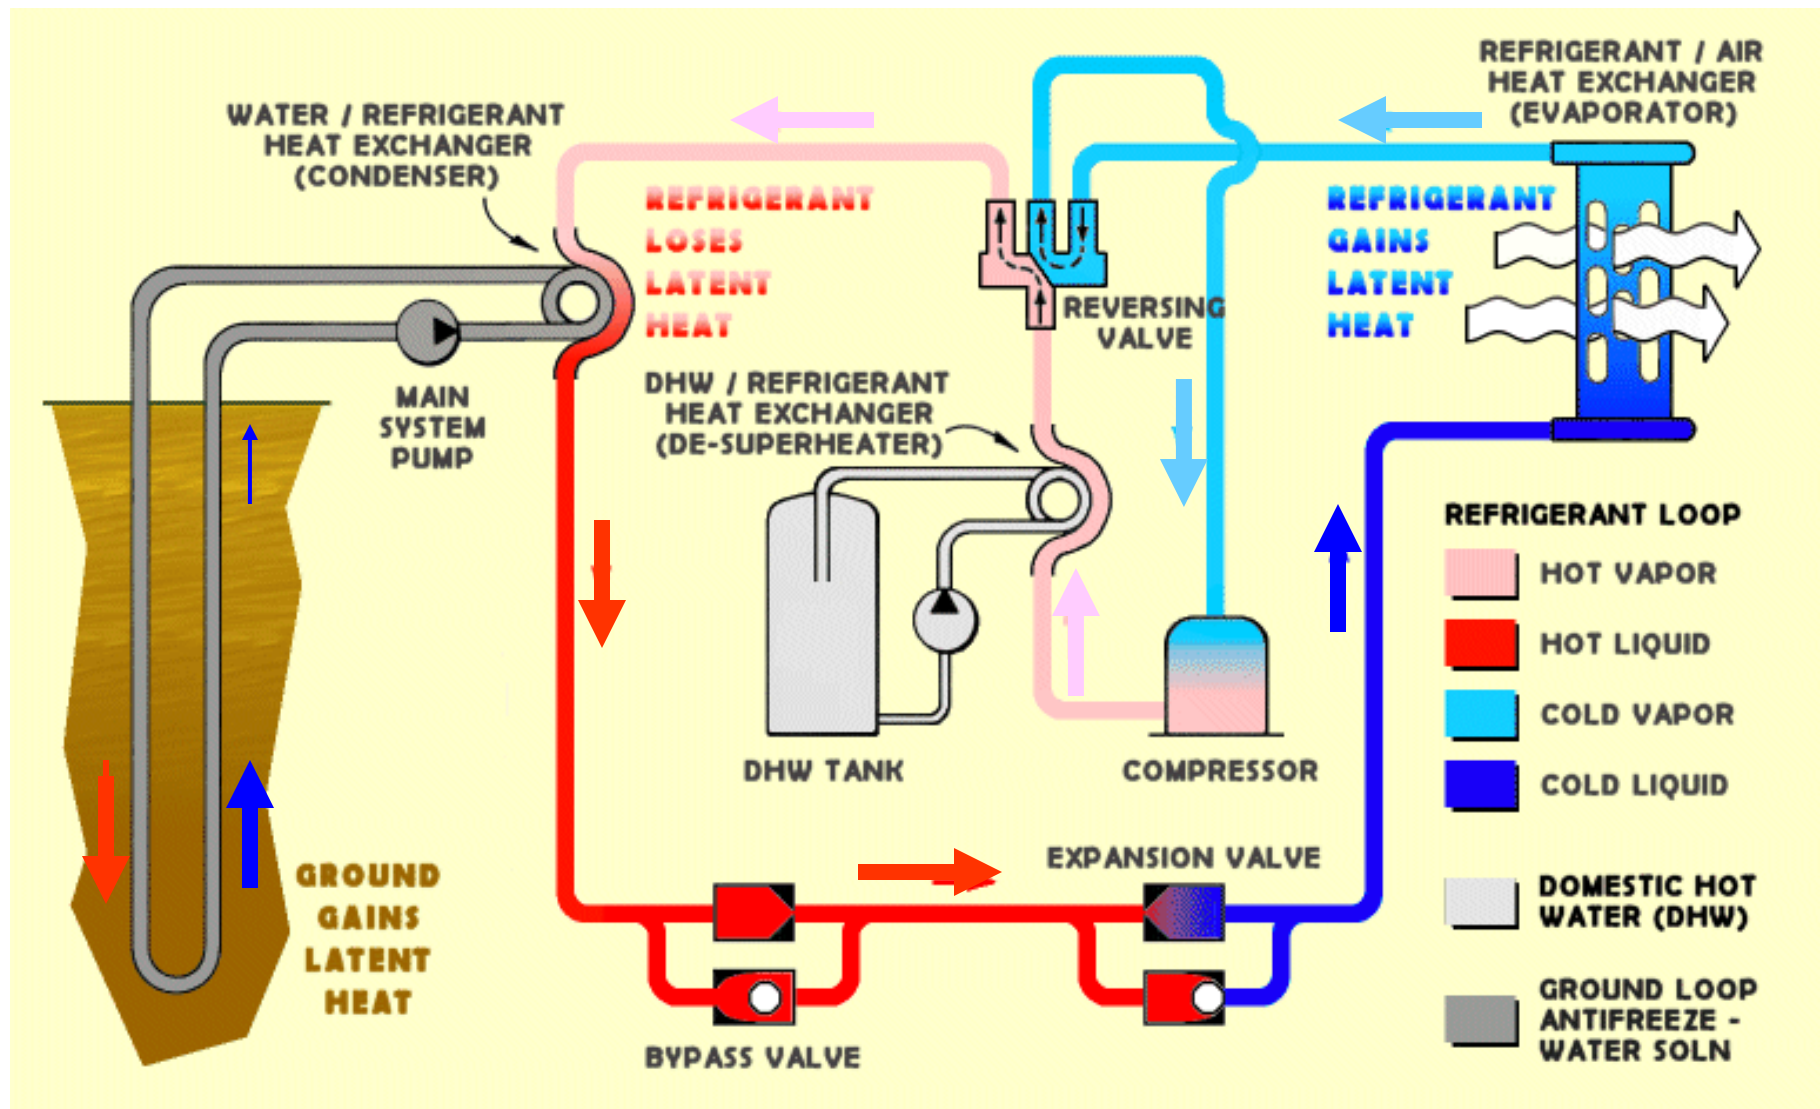 REFRIGERANT / AIR
HEAT EXCHANGER
(EVAPORATOR)
WATER / REFRIGERANT
HEAT EXCHANGER
(CONDENSER)
REFRIGERANT
LOSES
LATENT
HEAT
REFRIGERANT
GAINS
LATENT
HEAT
REVERSING
VALVE
MAIN
SYSTEM
PUMP
DHW / REFRIGERANT
HEAT EXCHANGER
(DE-SUPERHEATER)
DHW TANK
COMPRESSOR
REFRIGERANT LOOP
HOT VAPOR
HOT LIQUID
COLD VAPOR
COLD LIQUID
DOMESTIC HOT
WATER (DHW)
GROUND LOOP
ANTIFREEZE -
WATER SOLN
GROUND
GAINS
LATENT
HEAT
EXPANSION VALVE
BYPASS VALVE